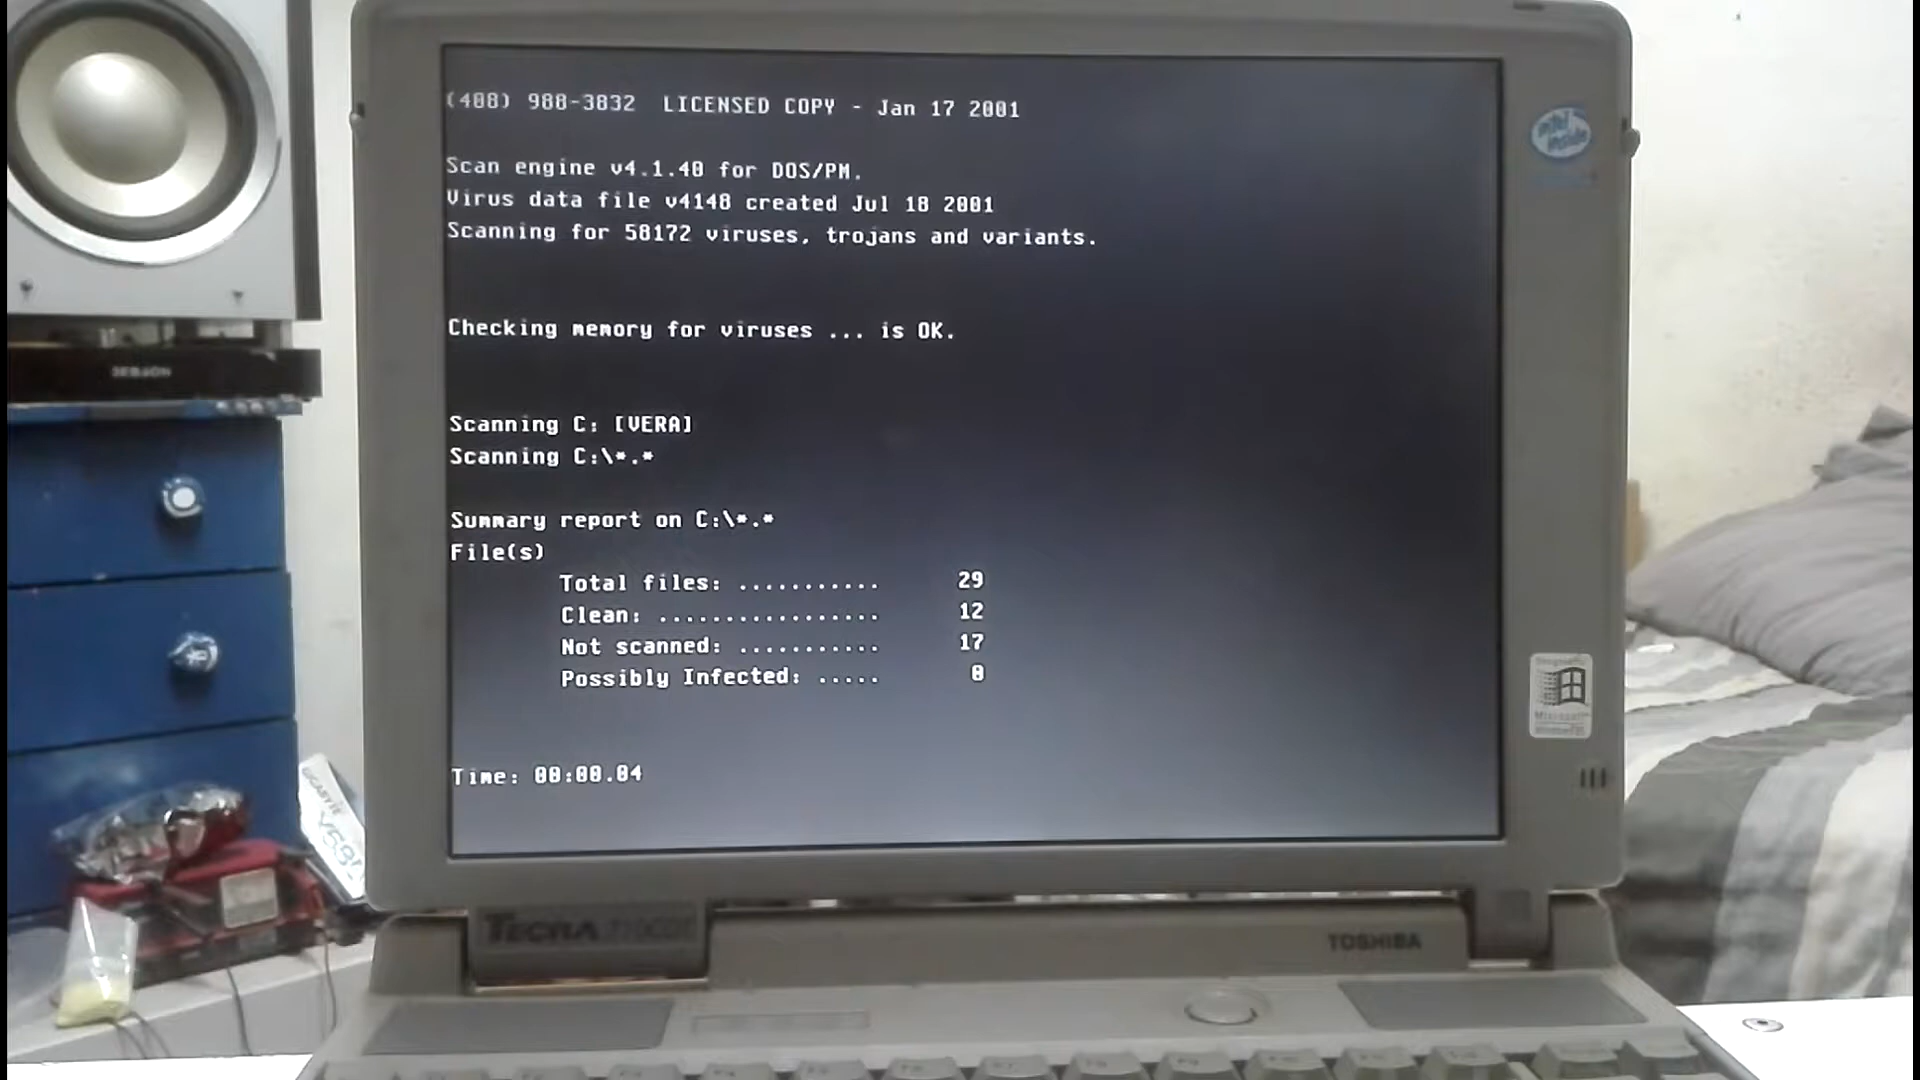 (408) 988-3832  LICENSED COPY - Jan 17 2001
Scan engine v4.1.40 for DOS/PM.
Virus data file v4148 created Jul 18 2001
Scanning for 58172 viruses, trojans and variants.
Checking memory for viruses ... is OK.
Scanning C: [VERA]
Scanning C:\*.*
Summary report on C:\*.*
File(s)
Total files: ........... 29
Clean: ................. 12
Not scanned: ........... 17
Possibly Infected: ..... 0
Time: 00:00.04
intel inside
TECRA
TOSHIBA
GIGABYTE